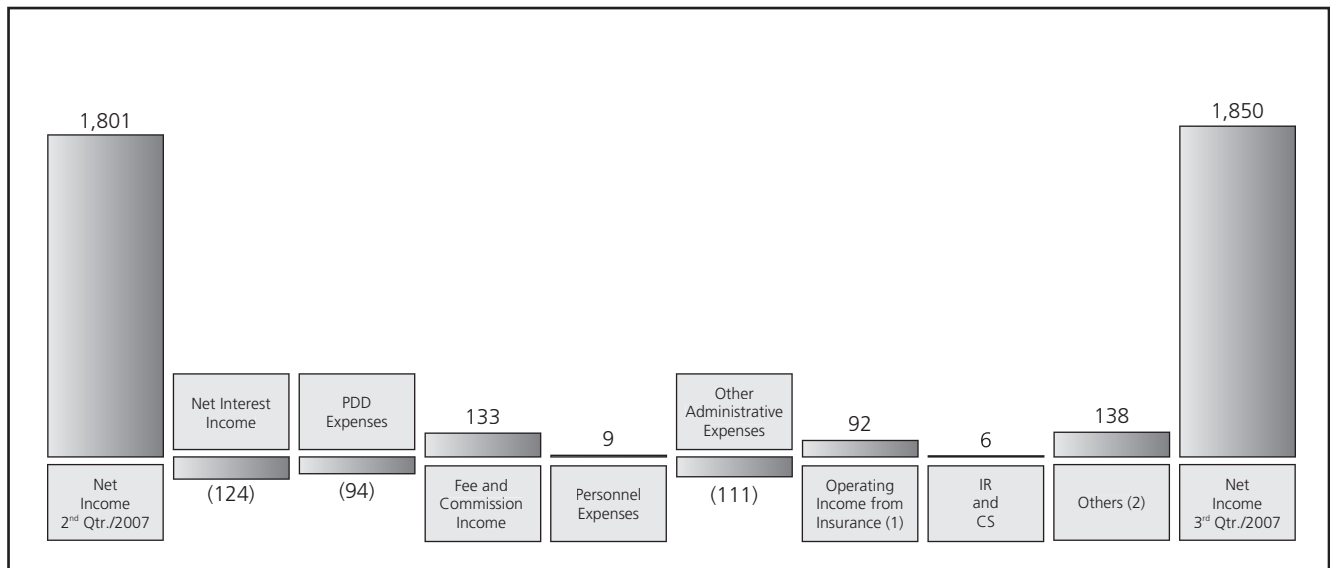 1,801
Net
Income
2nd Qtr./2007
Net Interest
Income
(124)
PDD
Expenses
(94)
133
Fee and
Commission
Income
9
Personnel
Expenses
Other
Administrative
Expenses
(111)
92
Operating
Income from
Insurance (1)
6
IR
and
CS
138
Others (2)
1,850
Net
Income
3rd Qtr./2007